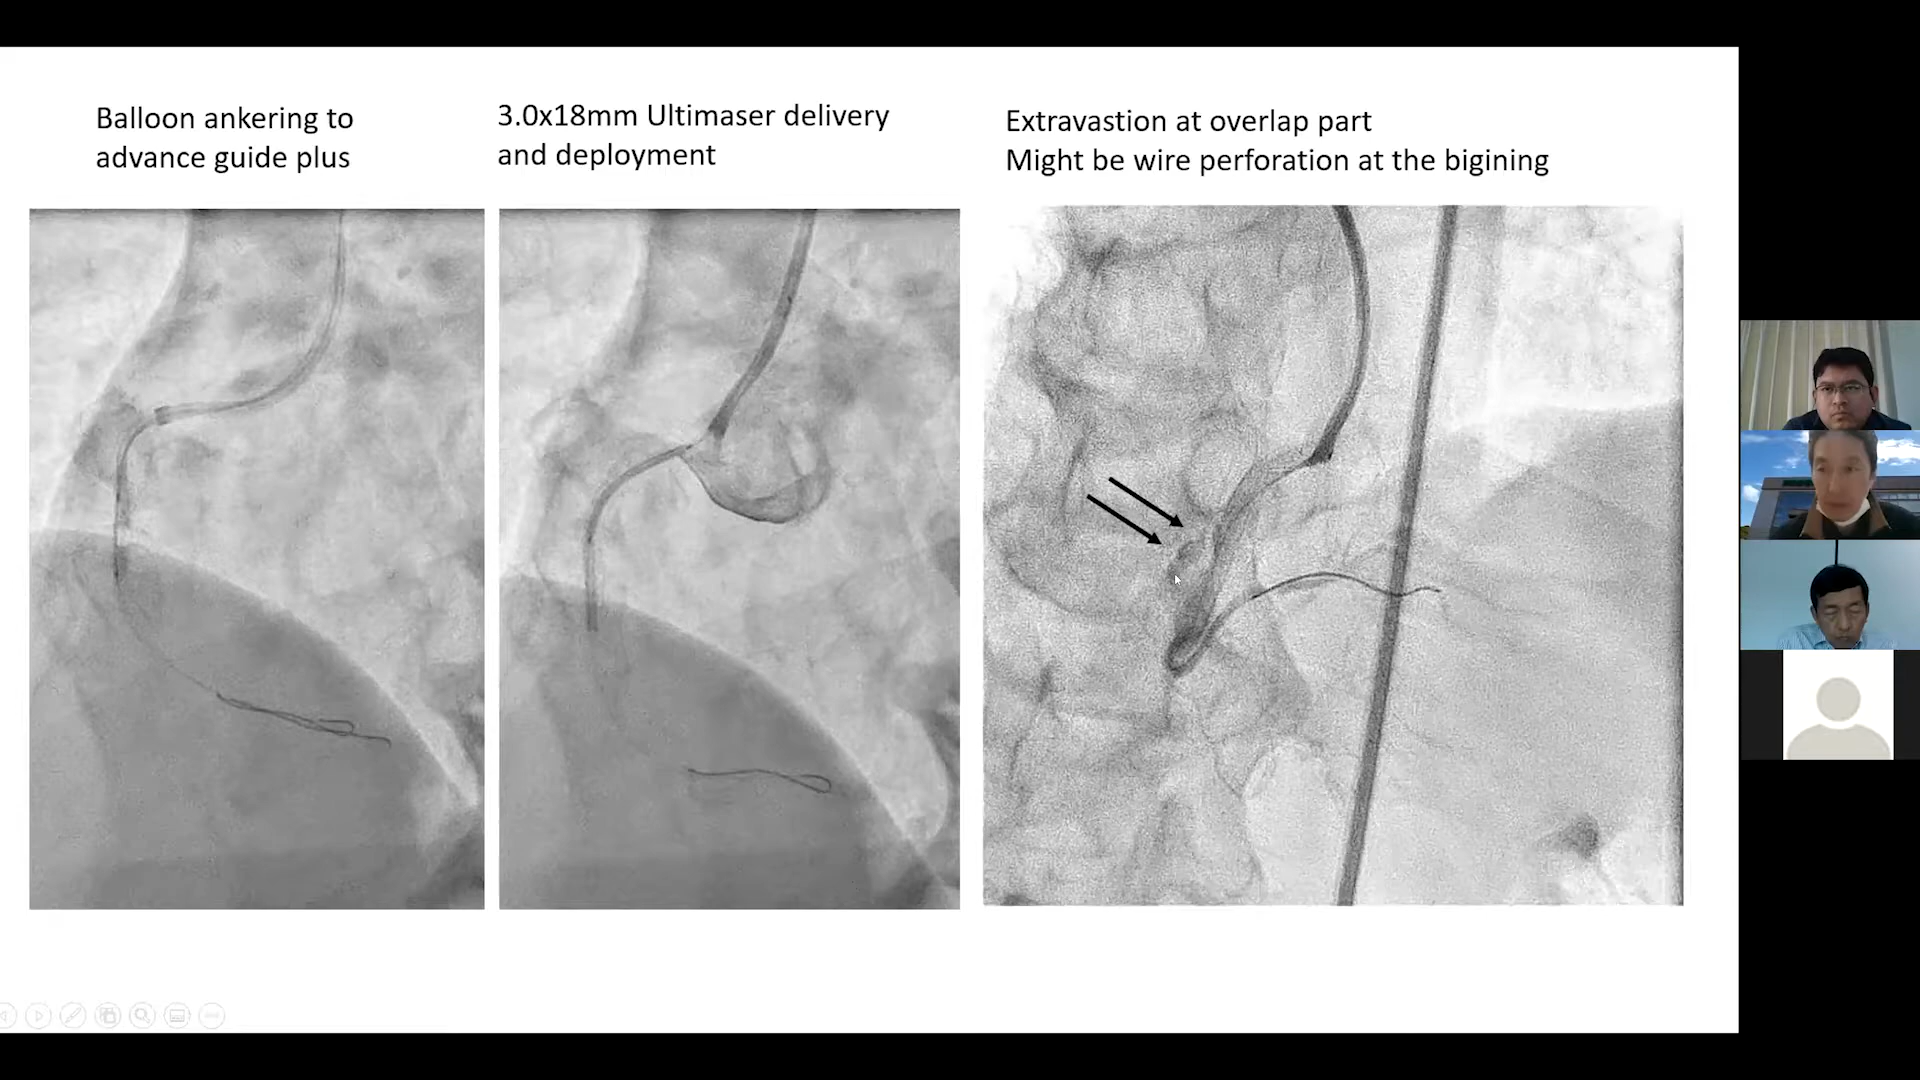 Balloon ankering to
advance guide plus
3.0x18mm Ultimaser delivery
and deployment
Extravastion at overlap part
Might be wire perforation at the bigining